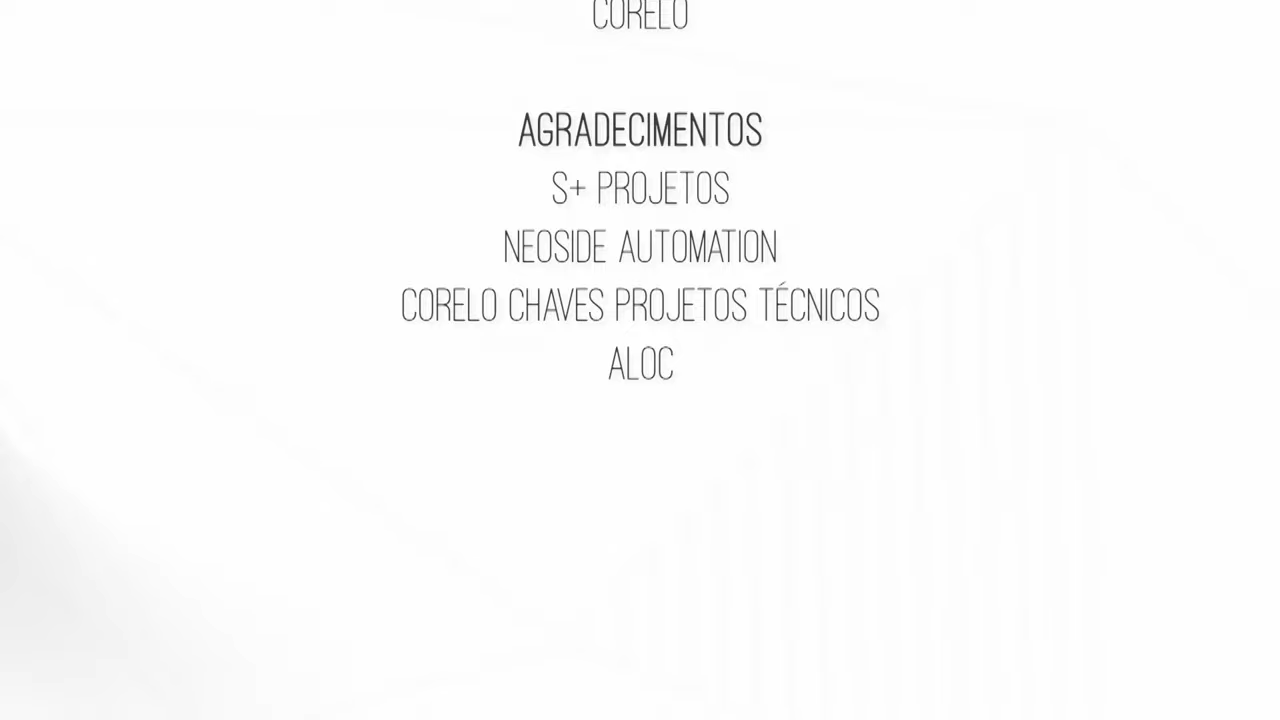 CORELO
AGRADECIMENTOS
S+ PROJETOS
NEOSIDE AUTOMATION
CORELO CHAVES PROJETOS TÉCNICOS
ALOC